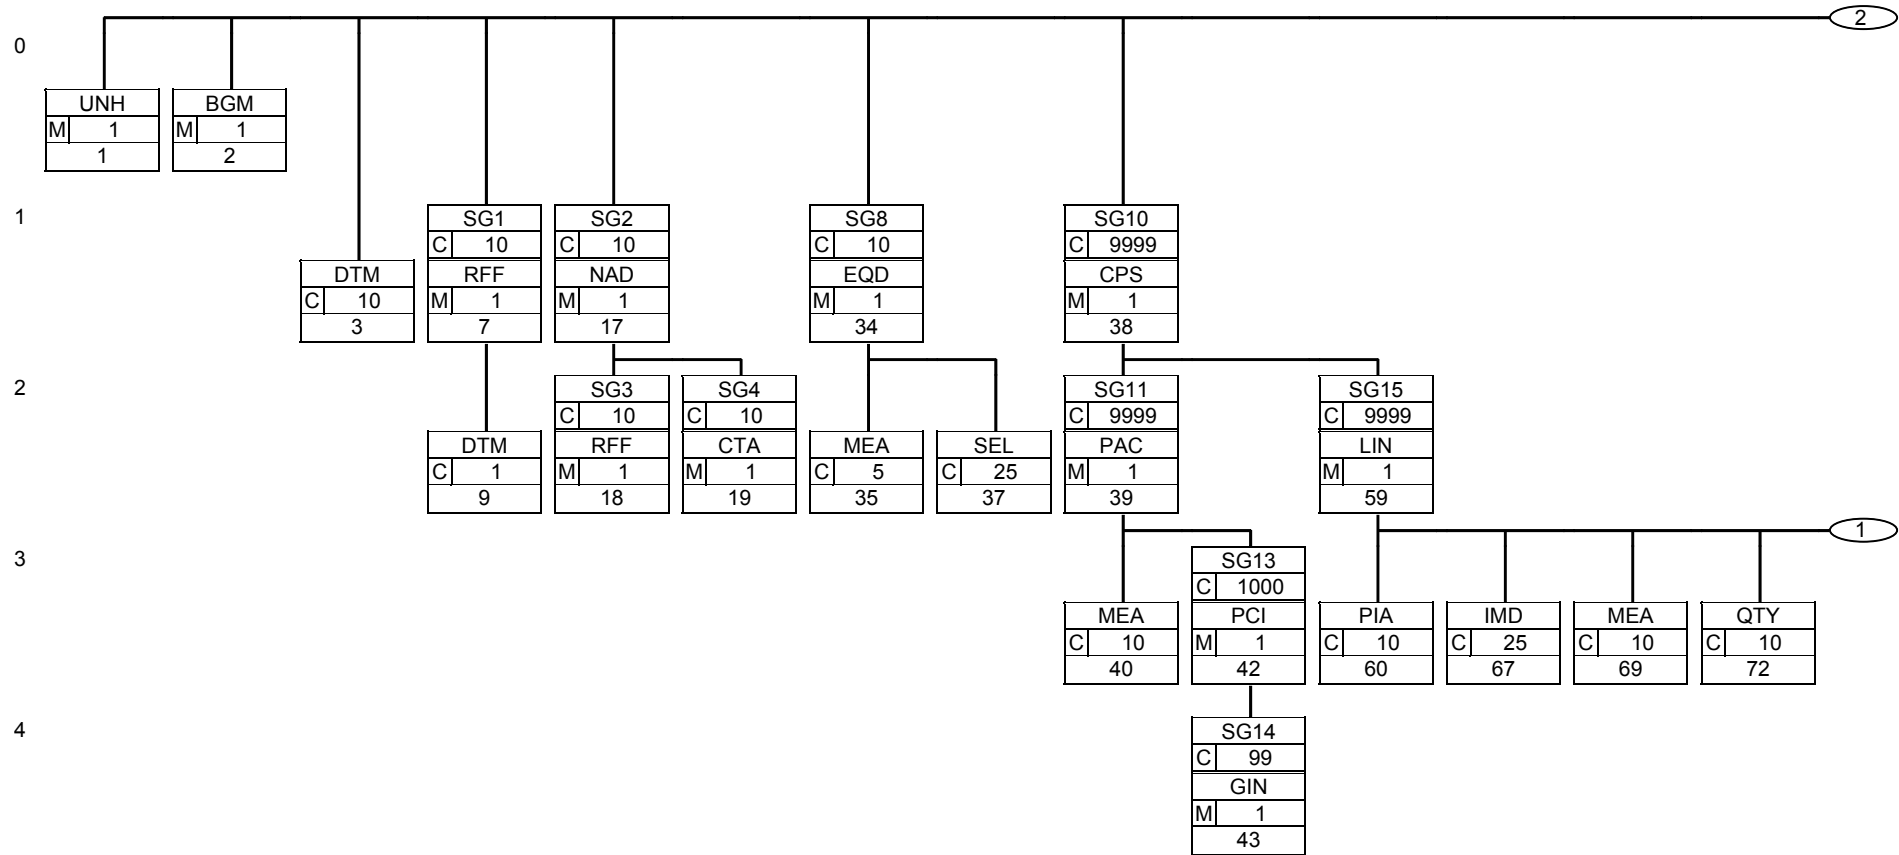 2
0
UNH BGM
M 1 M 1
1 2
1
SG1 SG2 SG8 SG10
C 10 C 10 C 10 C 9999
DTM RFF NAD EQD CPS
C 10 M 1 M 1 M 1 M 1
3 7 17 34 38
2
SG3 SG4 SG11 SG15
C 10 C 10 C 9999 C 9999
DTM RFF CTA MEA SEL PAC LIN
C 1 M 1 M 1 C 5 C 25 M 1 M 1
9 18 19 35 37 39 59
1
3
SG13
C 1000
MEA PCI PIA IMD MEA QTY
C 10 M 1 C 10 C 25 C 10 C 10
40 42 60 67 69 72
4
SG14
C 99
GIN
M 1
43